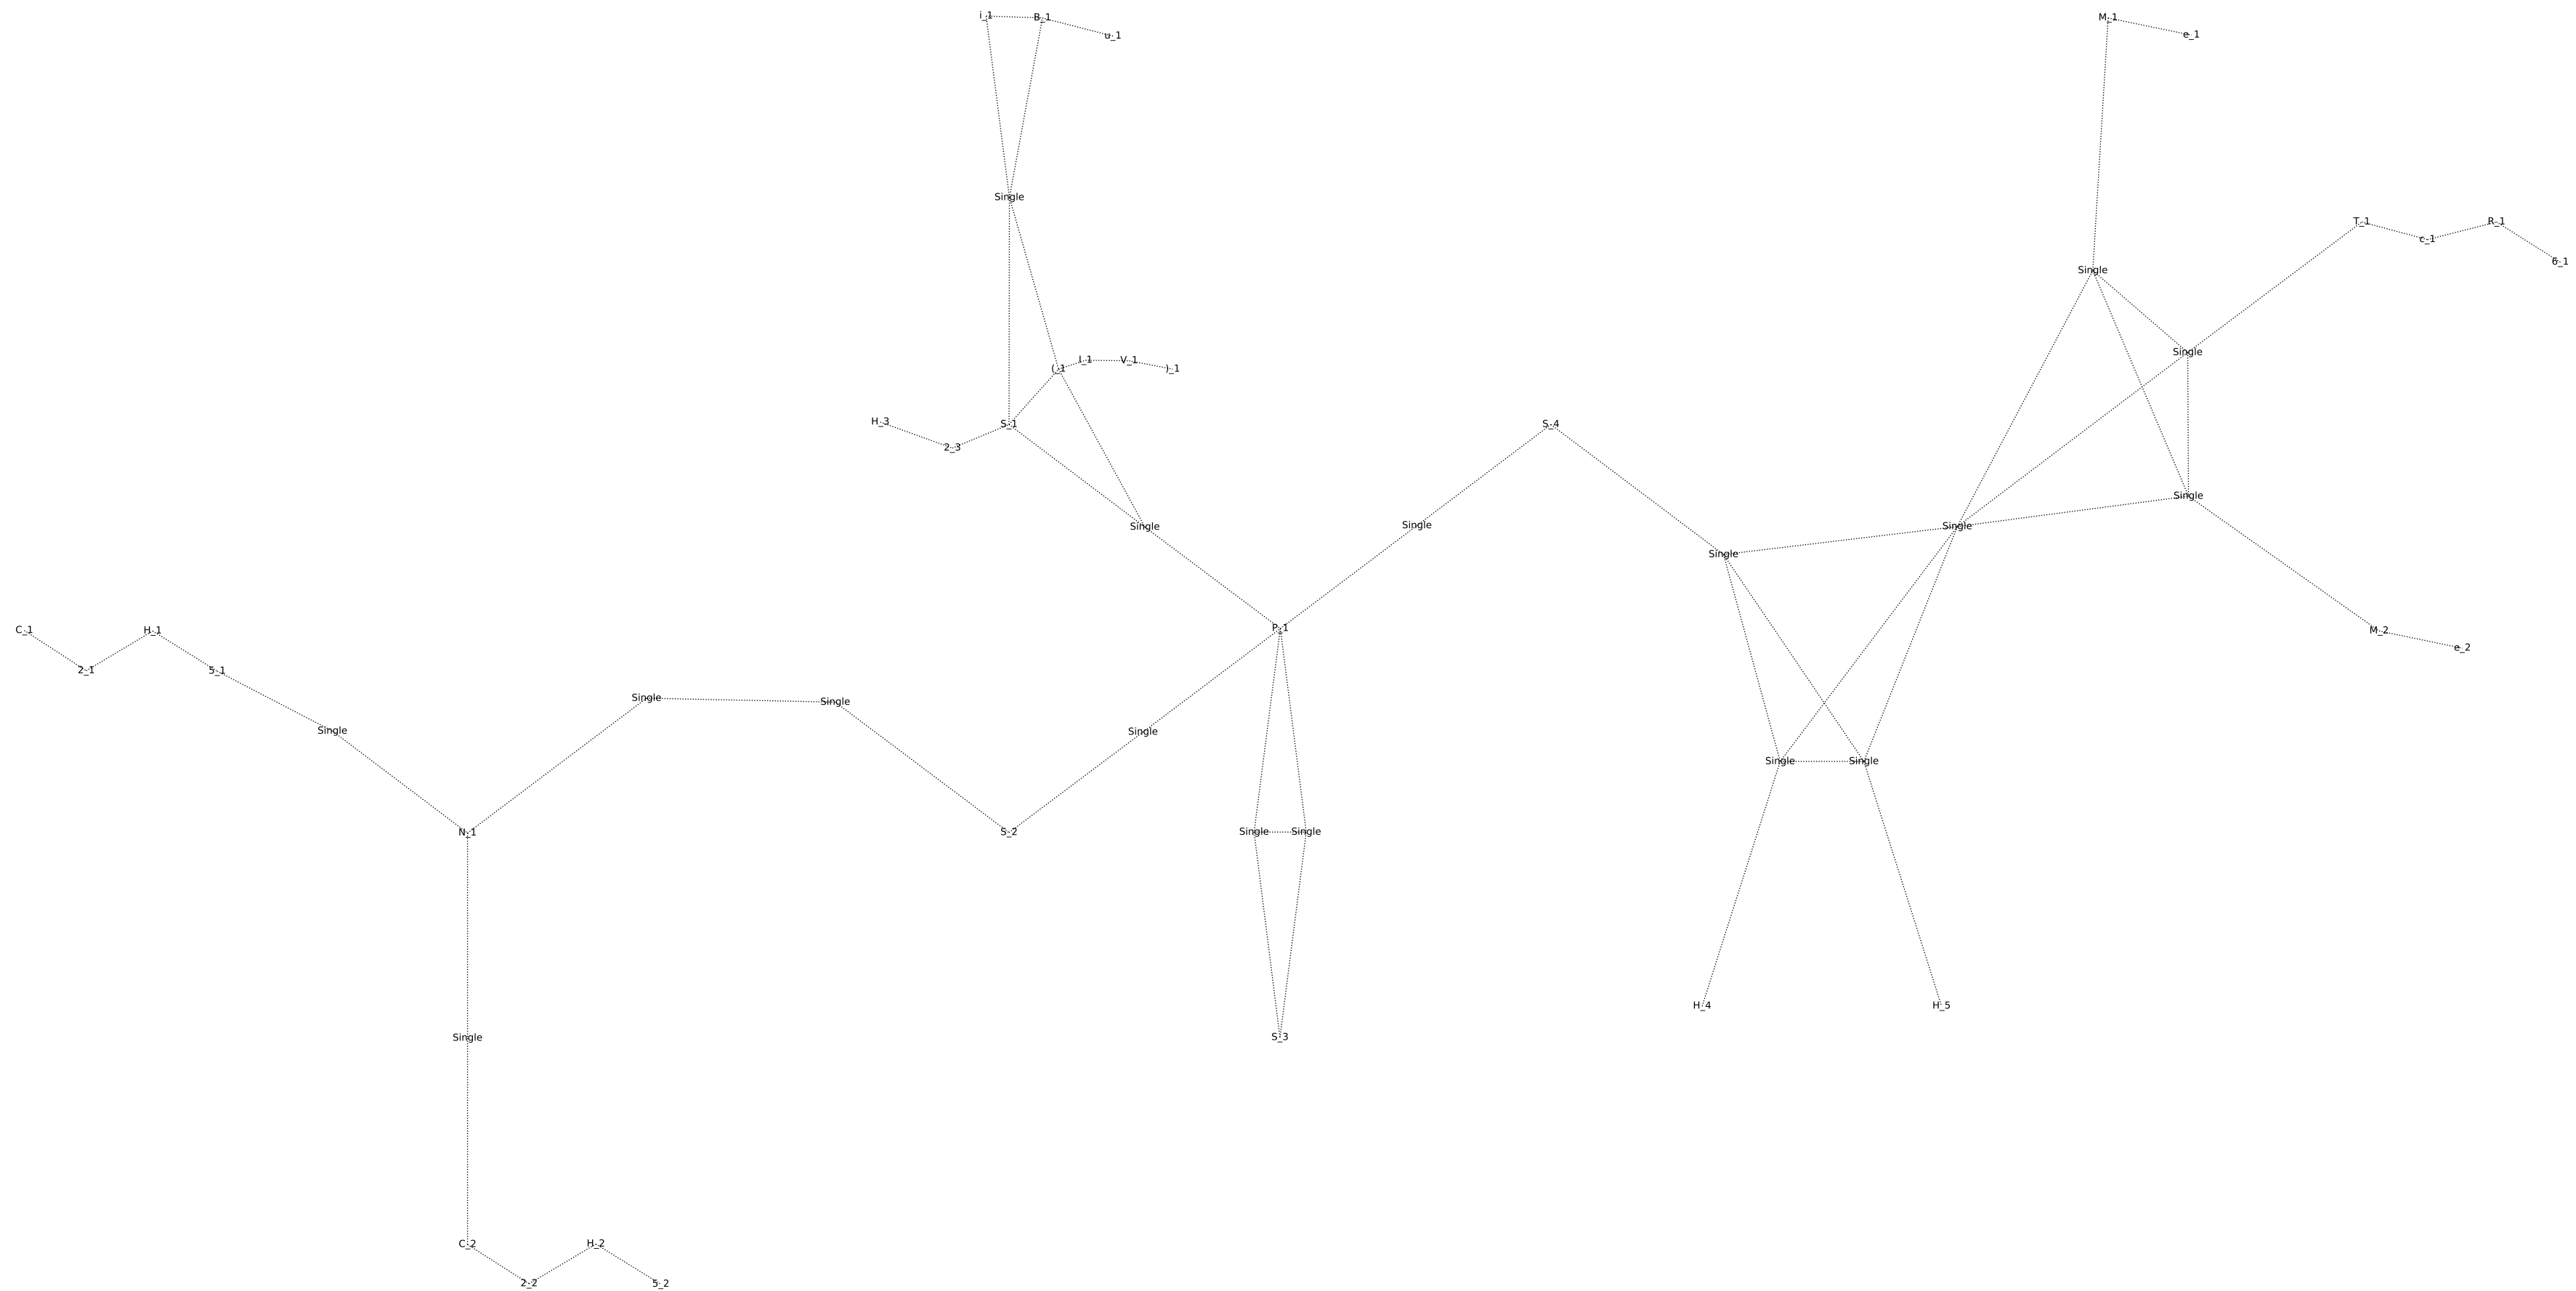 i_1 B_1 u_1
M_1 e_1
Single
T_1 c_1 R_1 6_1
Single
Single
(_1 I_1 V_1 )_1
H_3 2_3 S_1
S_4
Single
Single Single Single
Single
C_1 2_1 H_1 5_1
P_1
M_2 e_2
Single Single
Single Single
Single Single
N_1 S_2 Single Single
H_4 H_5
Single S_3
C_2 2_2 H_2 5_2